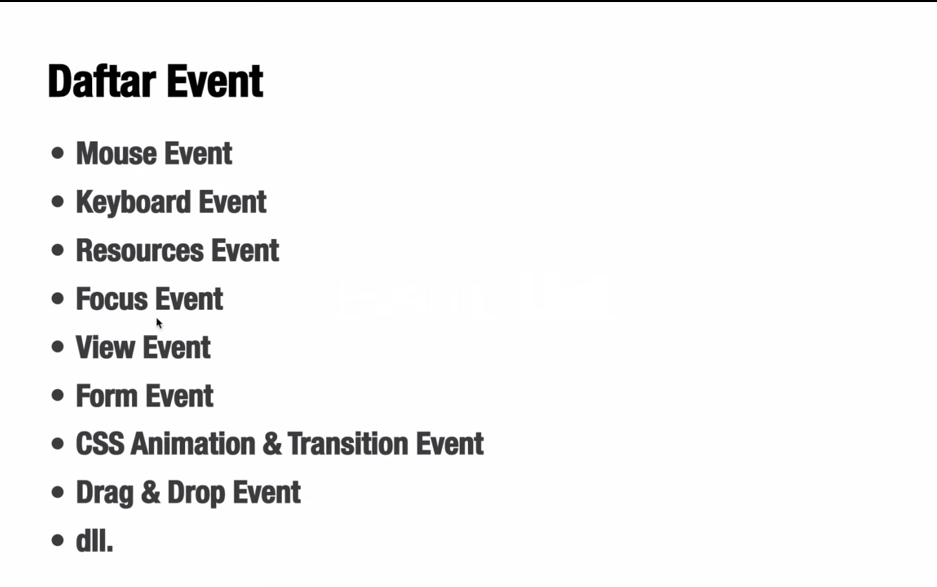 Daftar Event
• Mouse Event
• Keyboard Event
• Resources Event
• Focus Event
• View Event
• Form Event
• CSS Animation & Transition Event
• Drag & Drop Event
• dll.